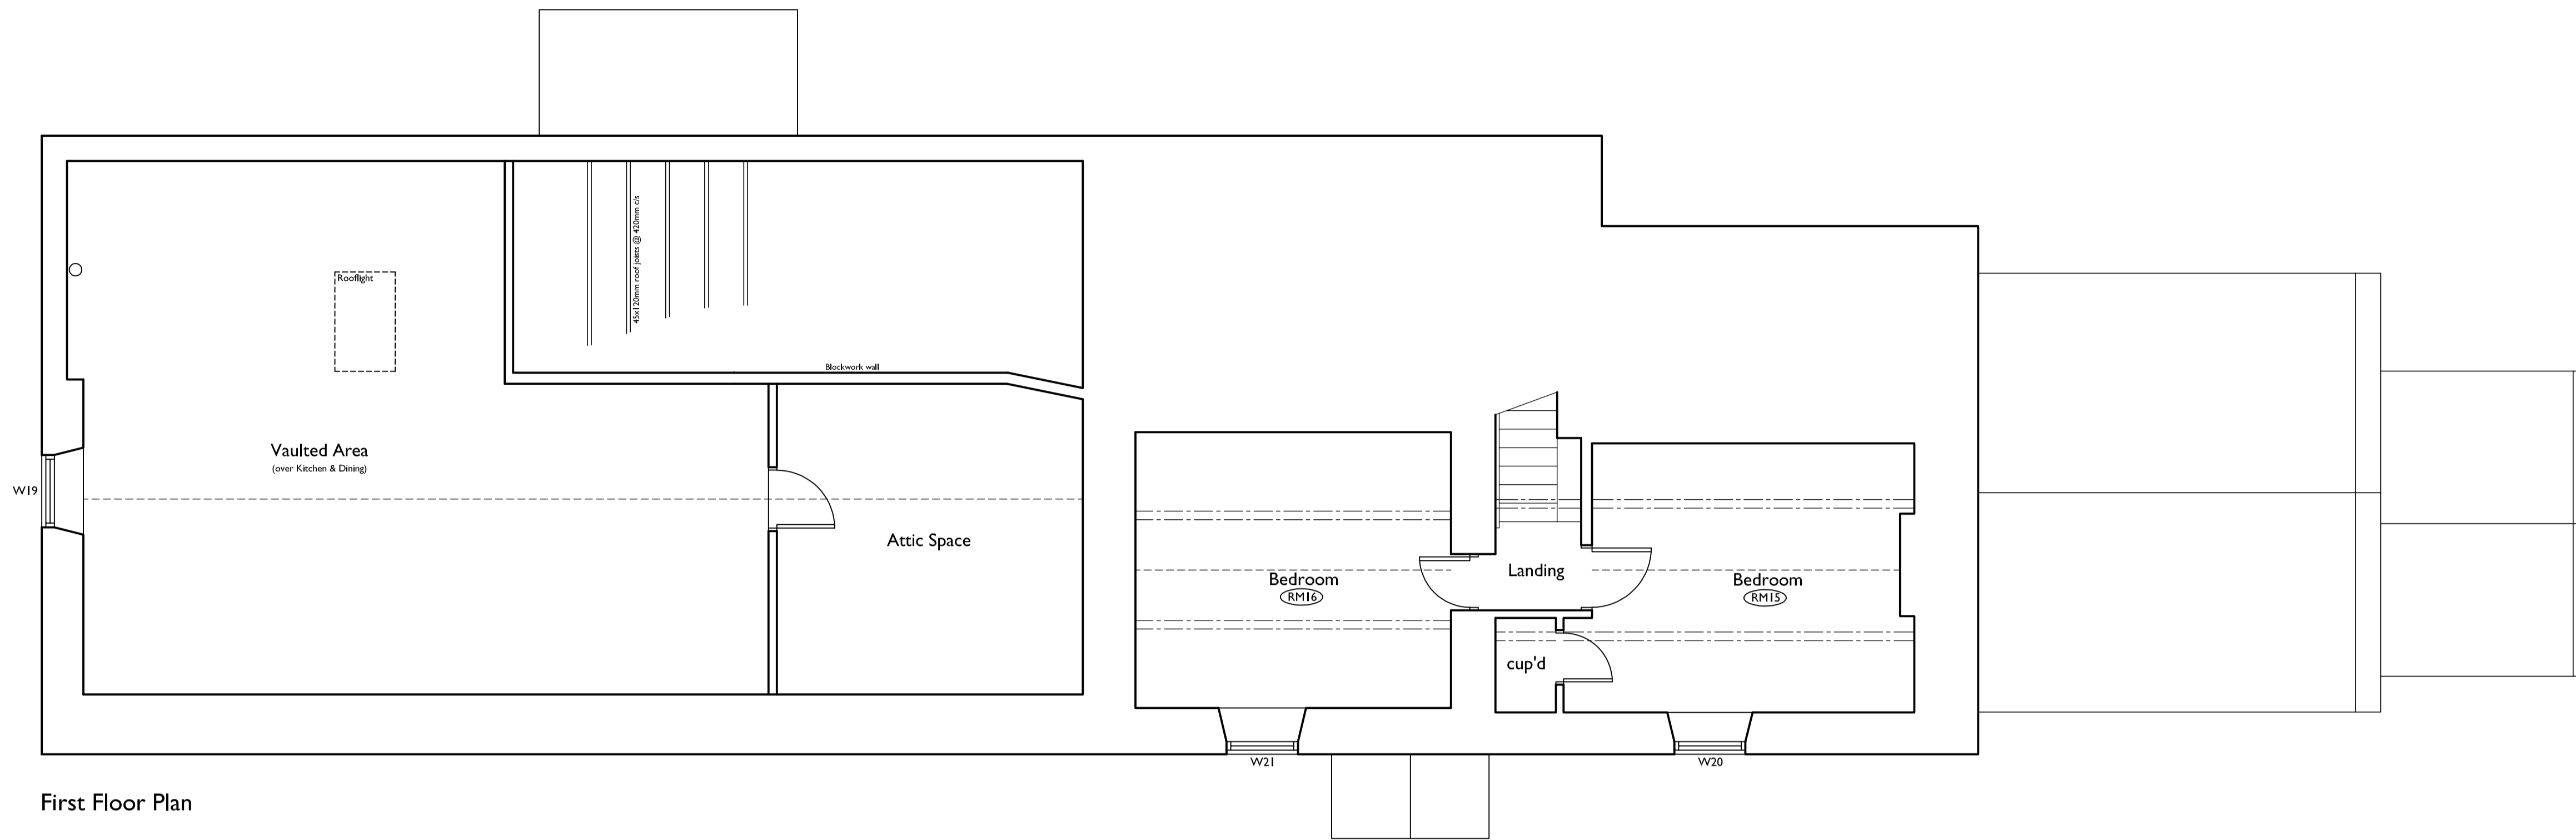 45x120mm roof joists @ 420mm c/s
Rooflight
Blockwork wall
Vaulted Area
(over Kitchen & Dining)
W19
Attic Space
Landing
Bedroom
RM16
Bedroom
RM15
cup'd
W21
W20
First Floor Plan